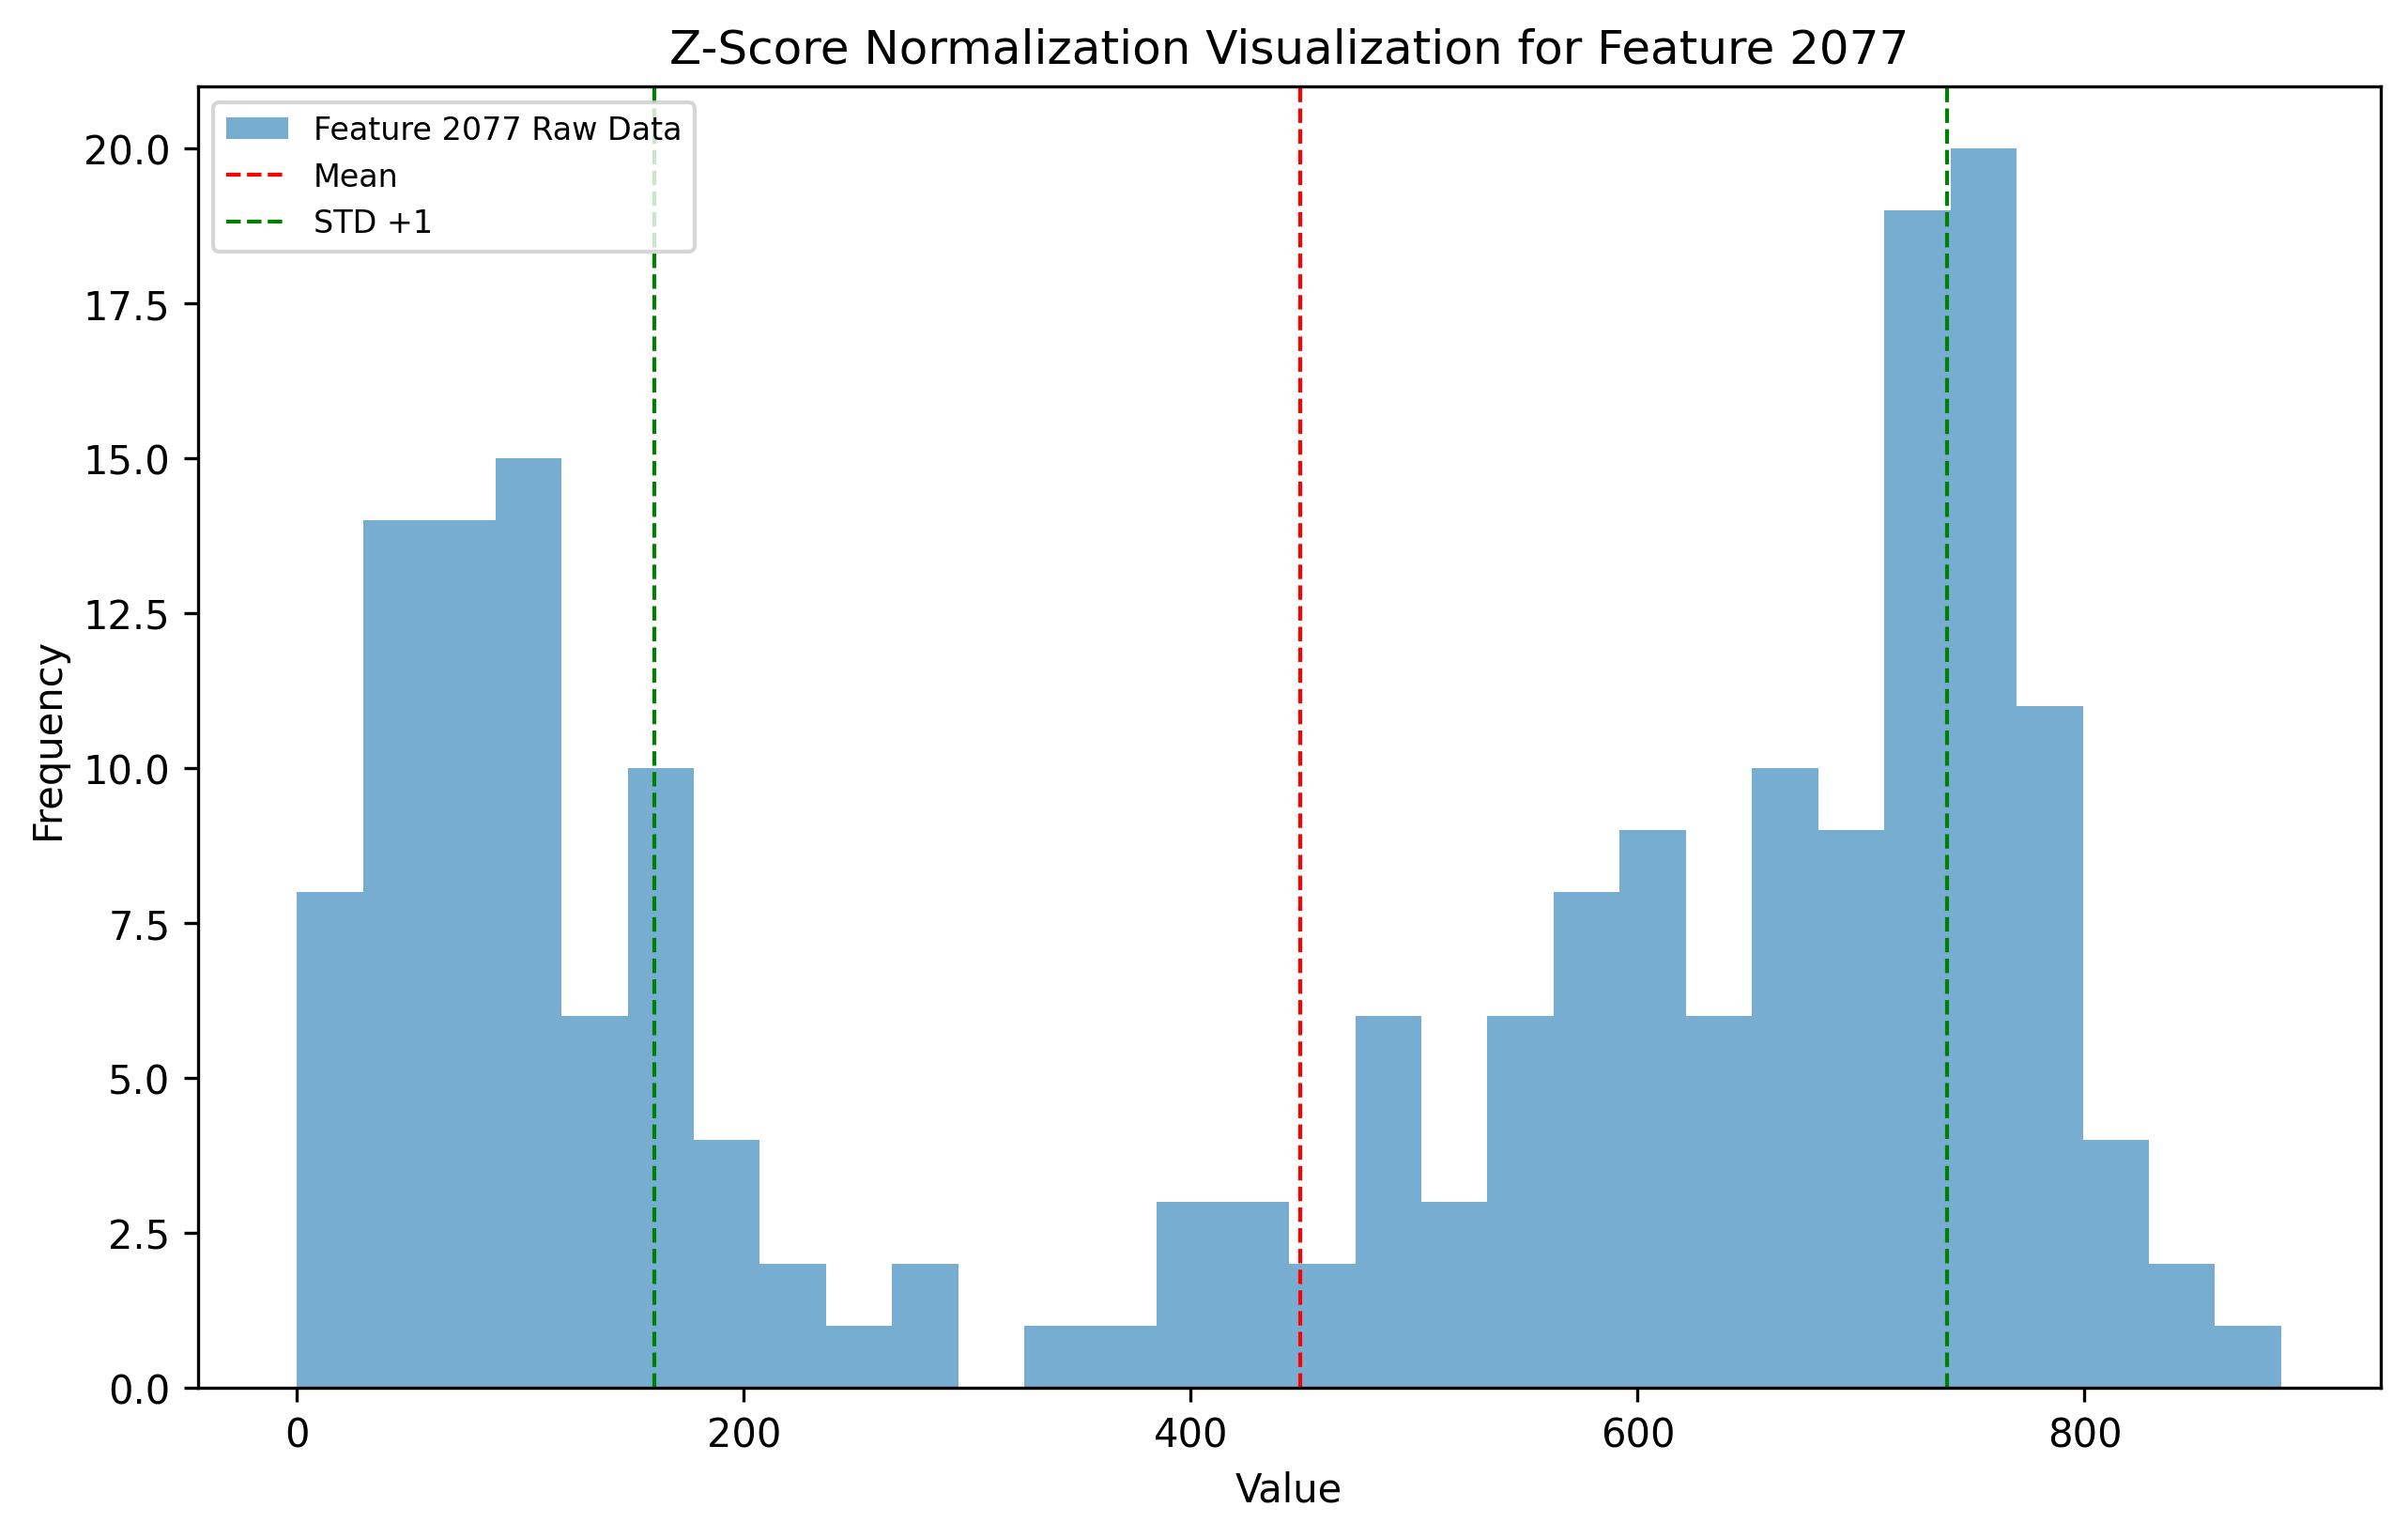 Z-Score Normalization Visualization for Feature 2077
Feature 2077 Raw Data
Mean
STD +1
20.0
17.5
15.0
12.5
10.0
7.5
5.0
2.5
0.0
Frequency
0 200 400 600 800
Value